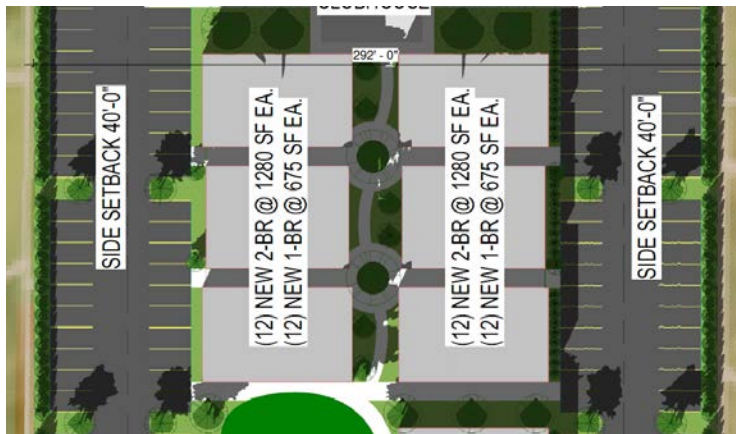 CLUBHOUSE
292' - 0"
SIDE SETBACK 40'-0"
(12) NEW 2-BR @ 1280 SF EA.
(12) NEW 1-BR @ 675 SF EA.
(12) NEW 2-BR @ 1280 SF EA.
(12) NEW 1-BR @ 675 SF EA.
SIDE SETBACK 40'-0"